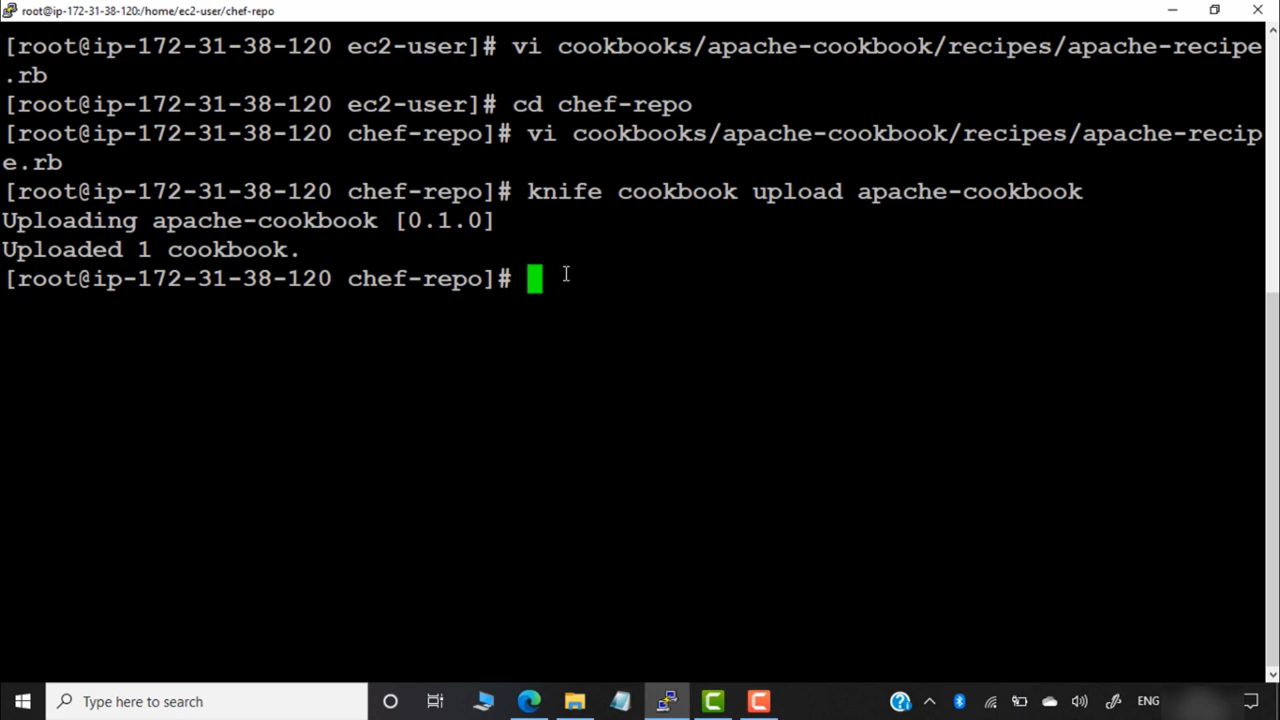 root@ip-172-31-38-120:/home/ec2-user/chef-repo
[root@ip-172-31-38-120 ec2-user]# vi cookbooks/apache-cookbook/recipes/apache-recipe
.rb
[root@ip-172-31-38-120 ec2-user]# cd chef-repo
[root@ip-172-31-38-120 chef-repo]# vi cookbooks/apache-cookbook/recipes/apache-recip
e.rb
[root@ip-172-31-38-120 chef-repo]# knife cookbook upload apache-cookbook
Uploading apache-cookbook [0.1.0]
Uploaded 1 cookbook.
[root@ip-172-31-38-120 chef-repo]#
Type here to search
ENG